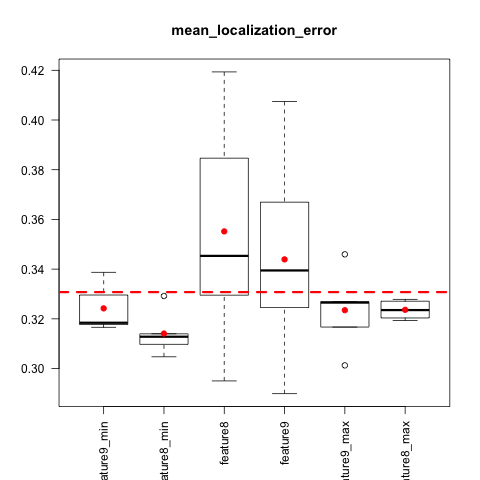 mean_localization_error
0.42
0.40
0.38
0.36
0.34
0.32
0.30
ature9_min
ature8_min
feature8
feature9
ature9_max
ature8_max